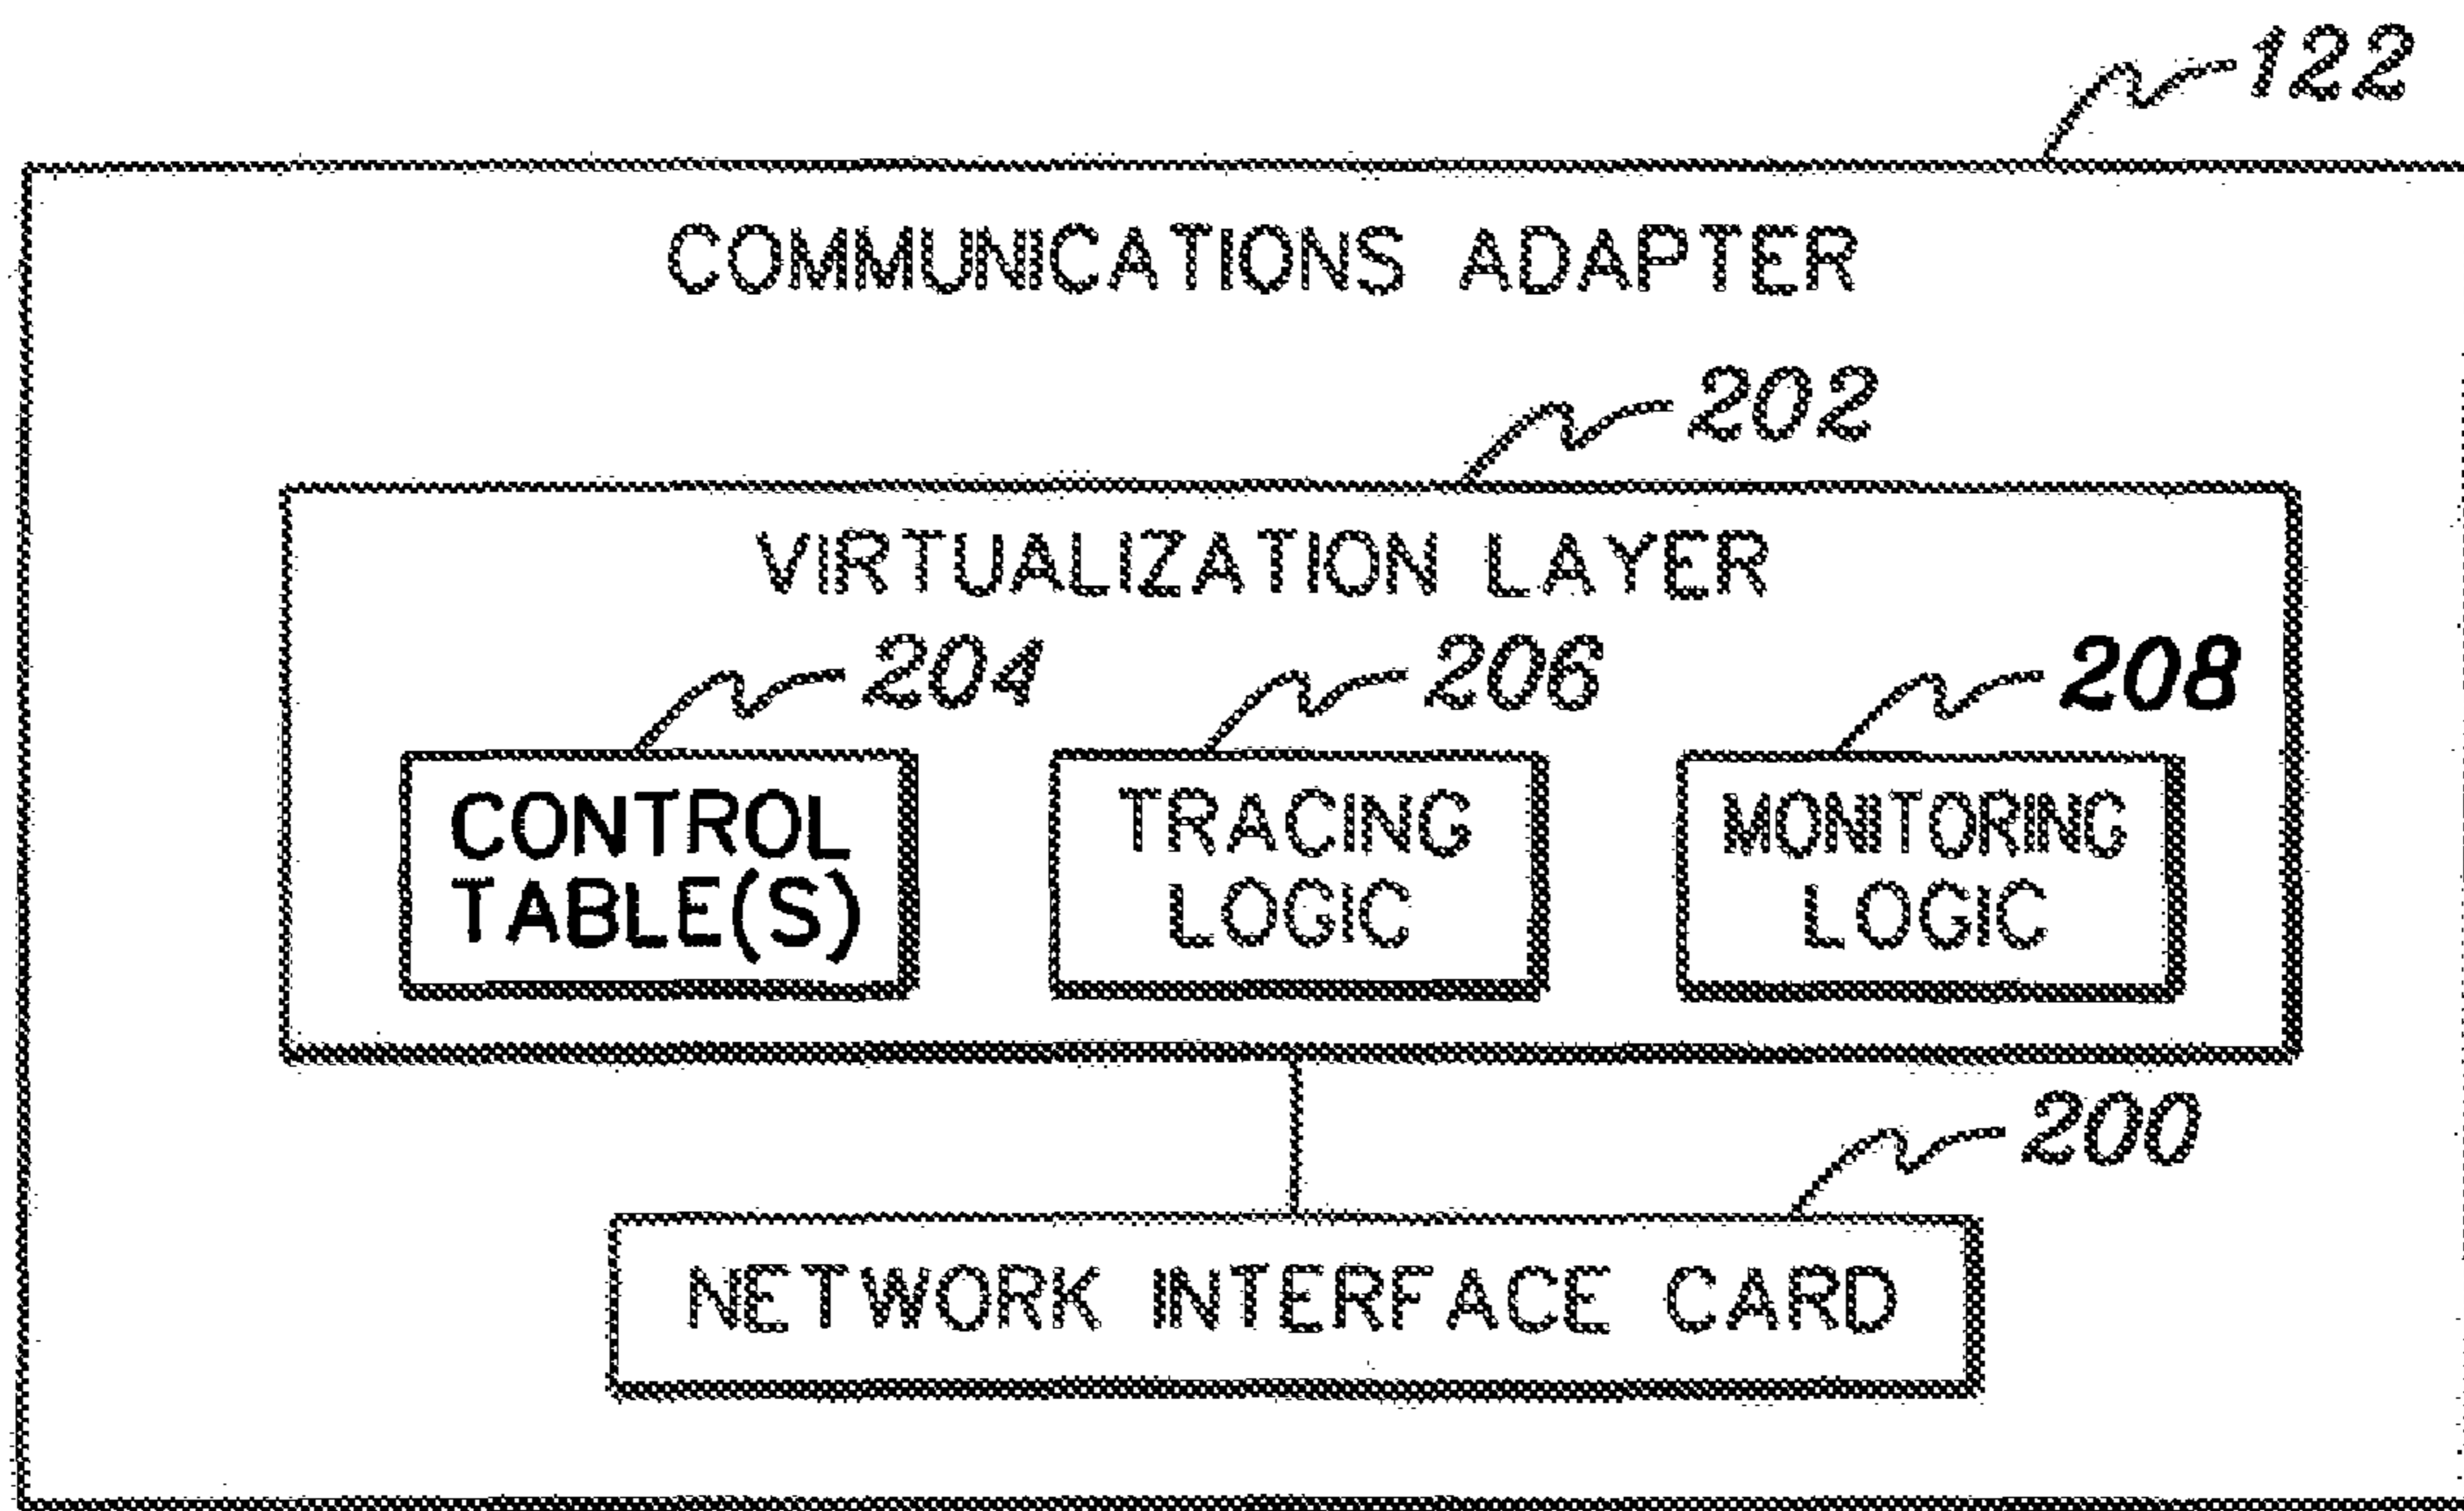 122
COMMUNICATIONS ADAPTER
202
VIRTUALIZATION LAYER
204 206 208
CONTROL
TABLE(S)
TRACING
LOGIC
MONITORING
LOGIC
200
NETWORK INTERFACE CARD